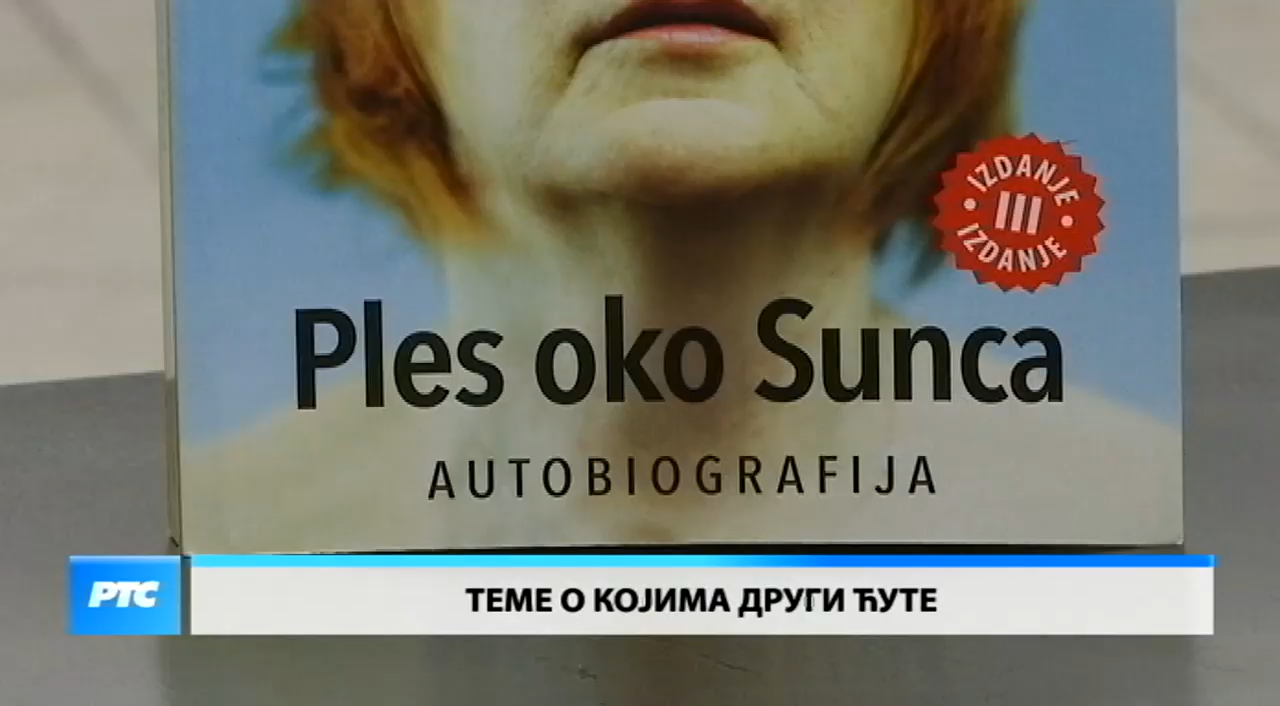 IZDANJE
III
IZDANJE
Ples oko Sunca
AUTOBIOGRAFIJA
РТС
ТЕМЕ О КОЈИМА ДРУГИ ЋУТЕ